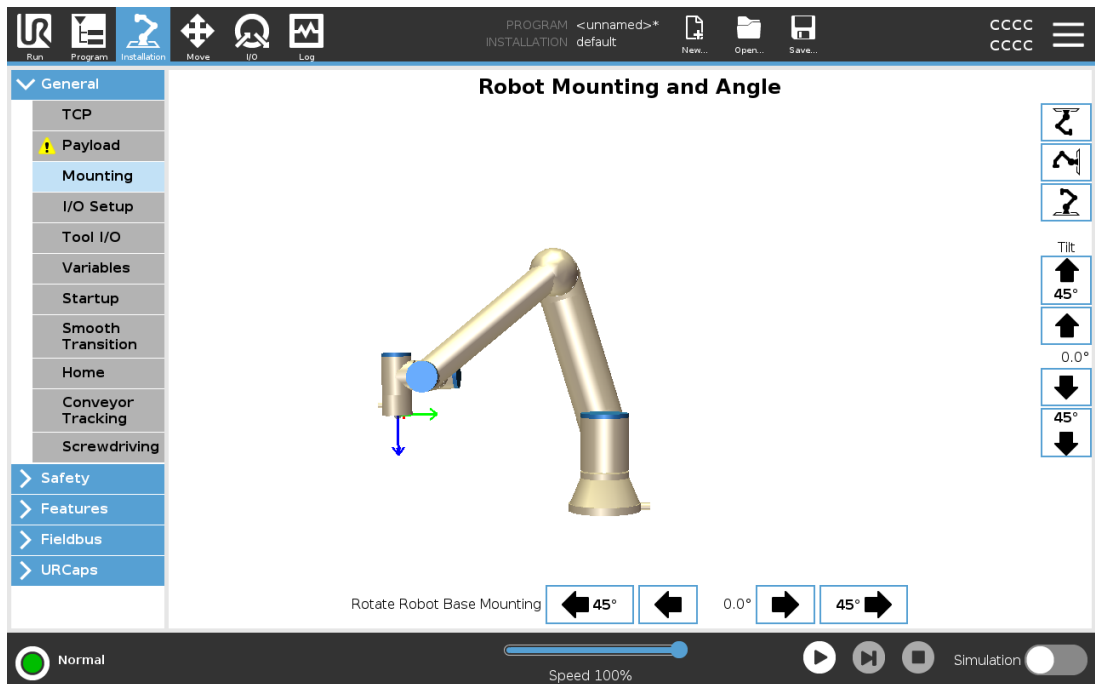 Run
Program
Installation
Move
I/O
Log
PROGRAM <unnamed>*
INSTALLATION default
New...
Open...
Save...
CCCC
CCCC
General
TCP
Payload
Mounting
I/O Setup
Tool I/O
Variables
Startup
Smooth
Transition
Home
Conveyor
Tracking
Screwdriving
Safety
Features
Fieldbus
URCaps
Robot Mounting and Angle
Tilt
45°
0.0°
45°
Rotate Robot Base Mounting
45°
0.0°
45°
Normal
Speed 100%
Simulation